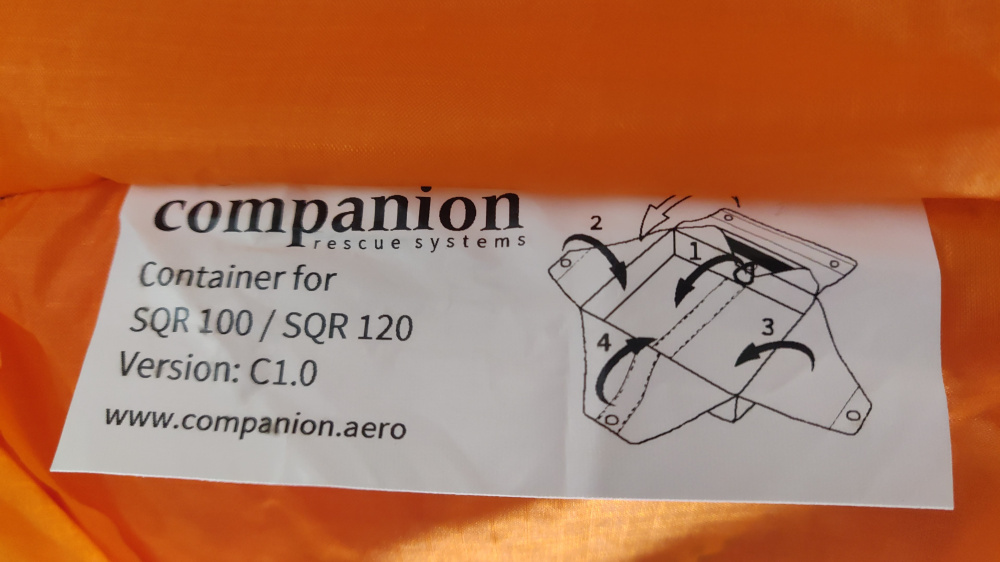 companion
rescue systems
Container for
SQR 100 / SQR 120
Version: C1.0
www.companion.aero
2
1
3
4